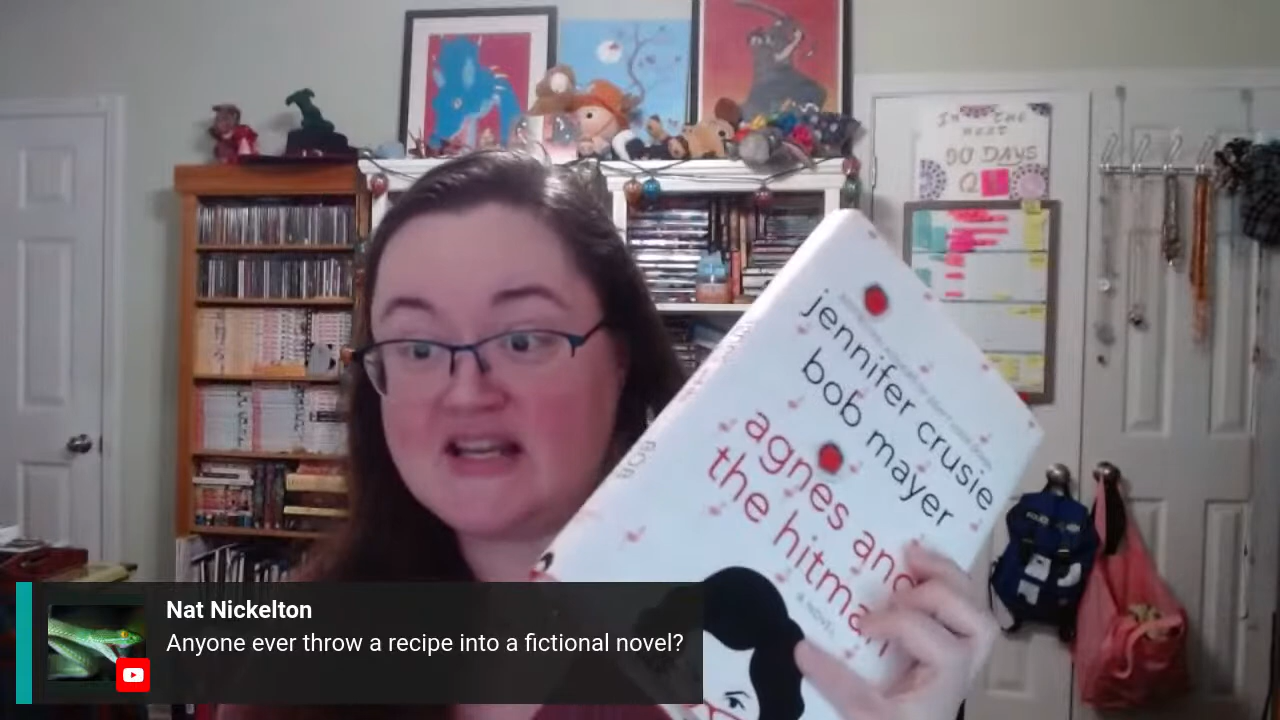 IN THE
NEXT
90 DAYS
jennifer crusie
bob mayer
agnes and
the hitman
a novel
Nat Nickelton
Anyone ever throw a recipe into a fictional novel?